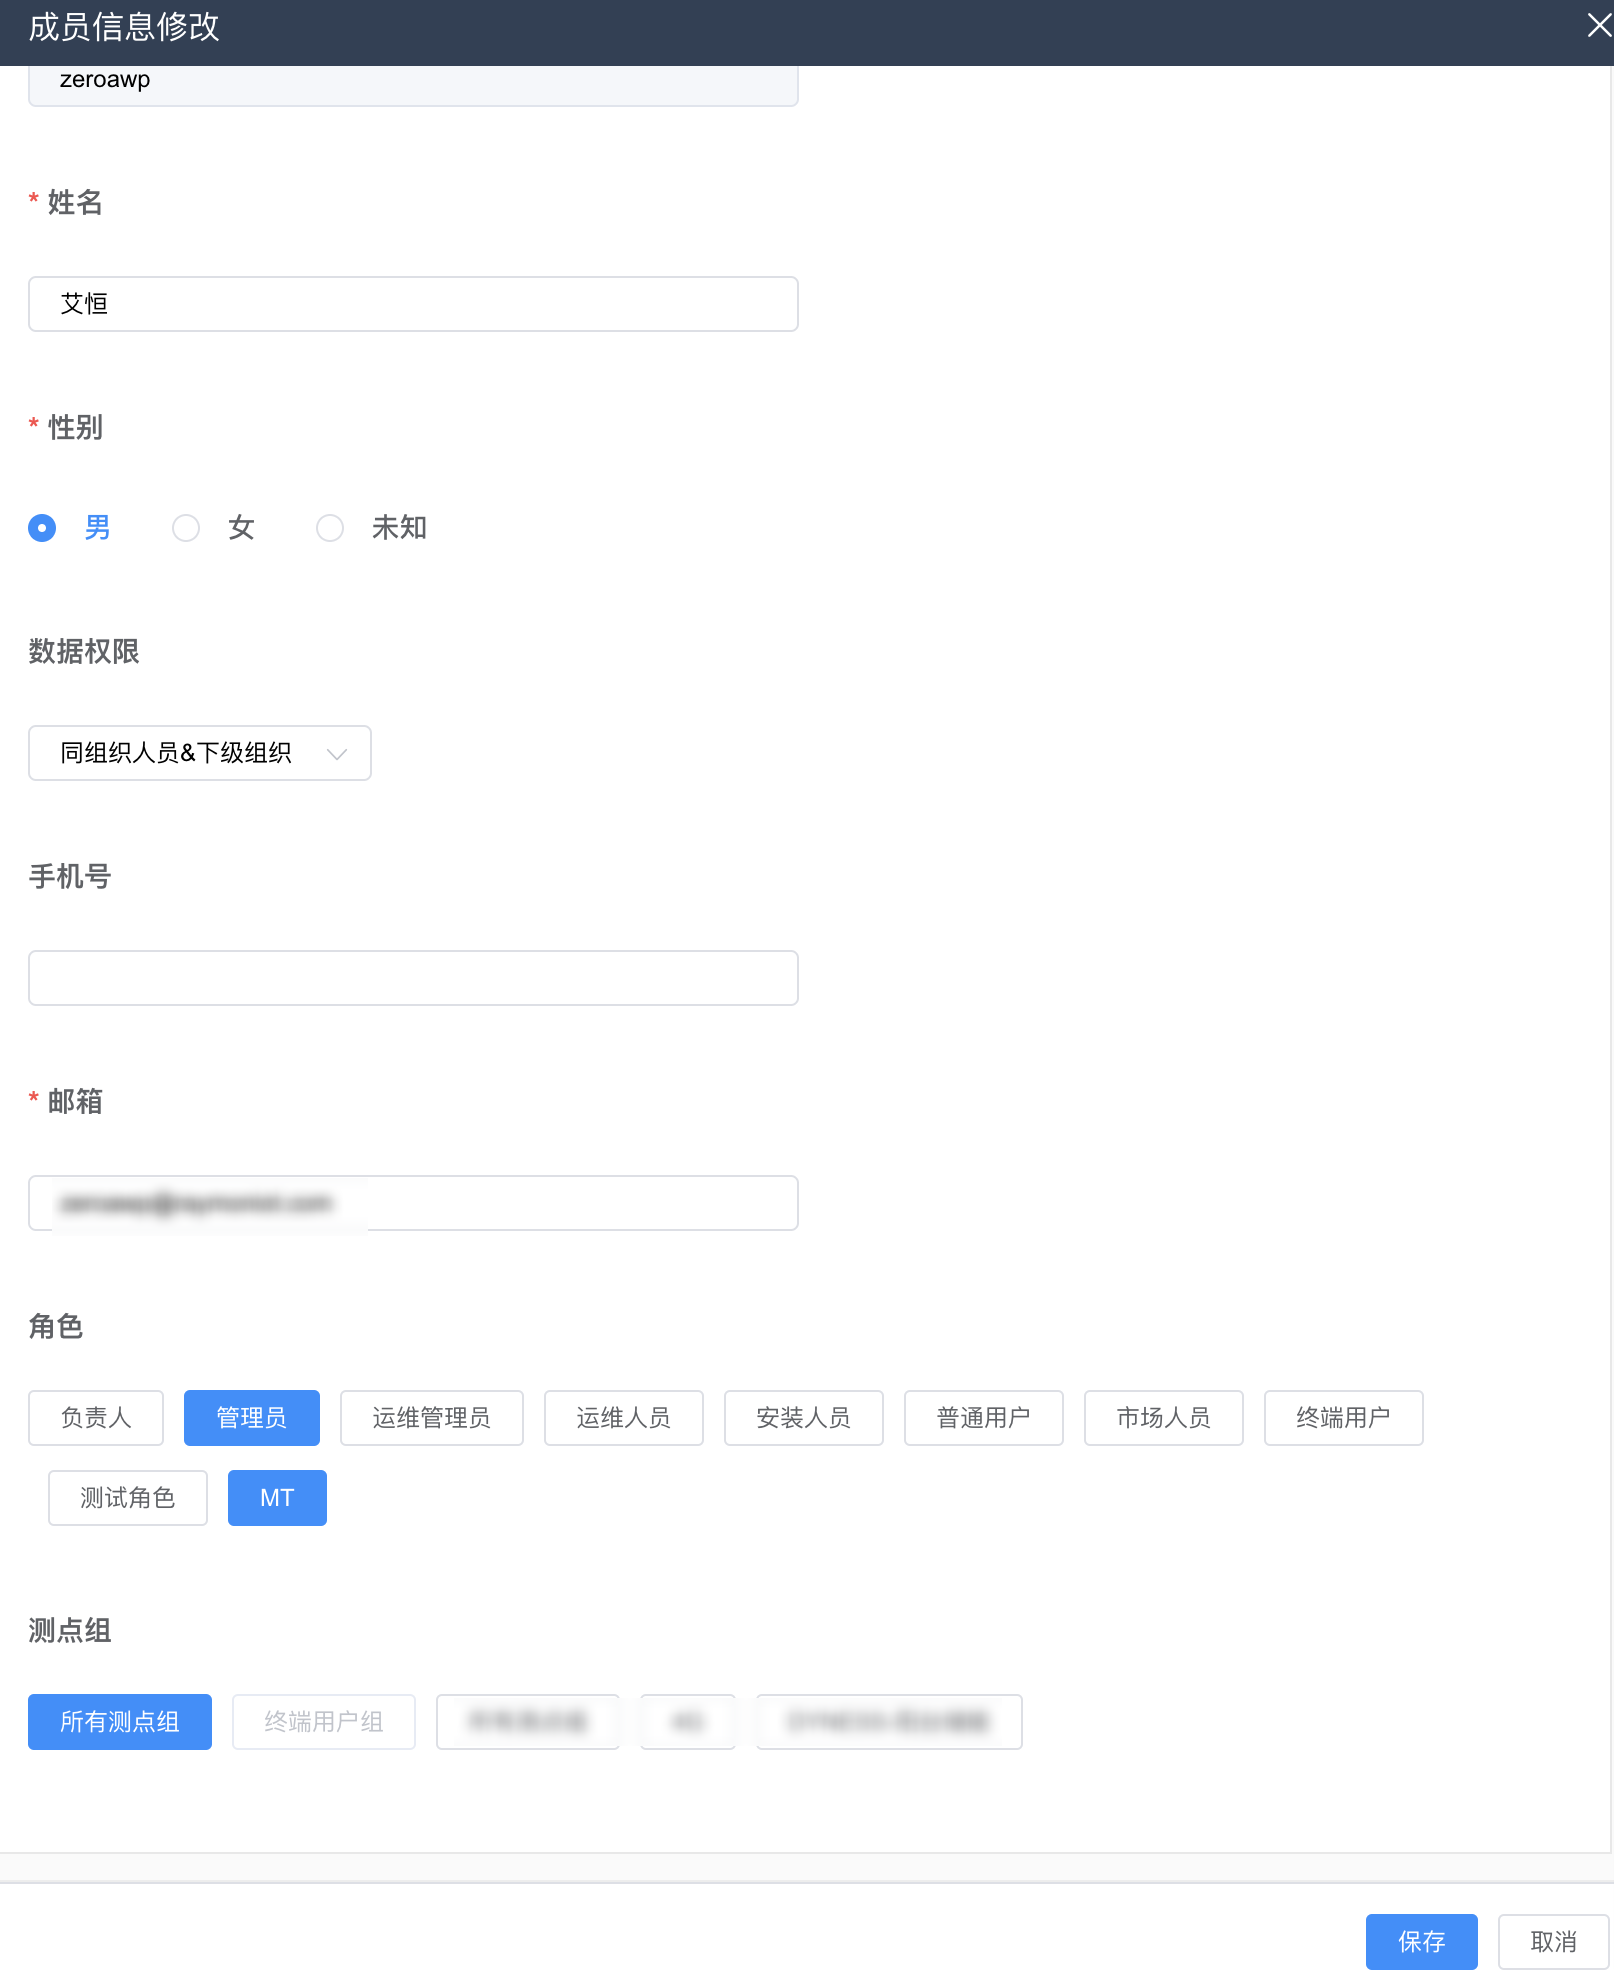 成员信息修改
zeroawp
* 姓名
艾恒
* 性别
男 女 未知
数据权限
同组织人员&下级组织
手机号
* 邮箱
角色
负责人 管理员 运维管理员 运维人员 安装人员 普通用户 市场人员 终端用户
测试角色 MT
测点组
所有测点组 终端用户组
保存 取消